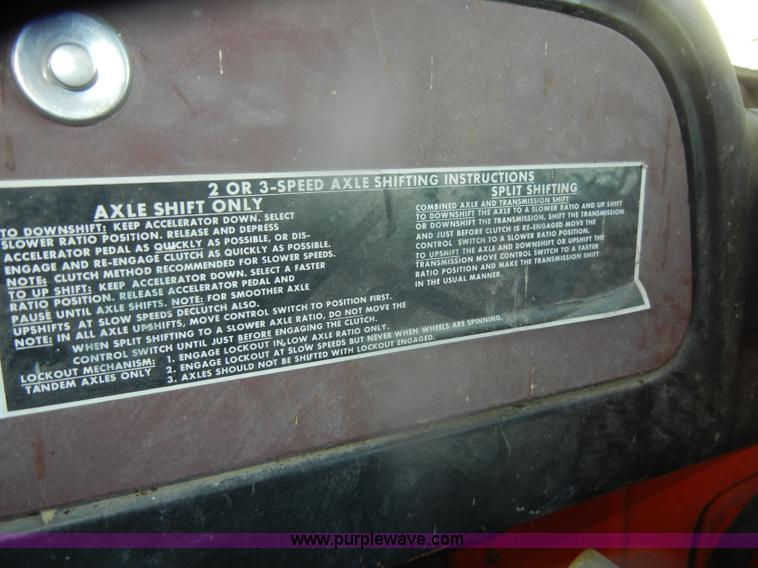 2 OR 3-SPEED AXLE SHIFTING INSTRUCTIONS
AXLE SHIFT ONLY
TO DOWNSHIFT: KEEP ACCELERATOR DOWN. SELECT
SLOWER RATIO POSITION. RELEASE AND DEPRESS
ACCELERATOR PEDAL AS QUICKLY AS POSSIBLE, OR DIS-
ENGAGE AND RE-ENGAGE CLUTCH AS QUICKLY AS POSSIBLE.
NOTE: CLUTCH METHOD RECOMMENDED FOR SLOWER SPEEDS.
TO UP SHIFT: KEEP ACCELERATOR DOWN. SELECT A FASTER
RATIO POSITION. RELEASE ACCELERATOR PEDAL AND
PAUSE UNTIL AXLE SHIFTS. NOTE: FOR SMOOTHER AXLE
UPSHIFTS AT SLOW SPEEDS DECLUTCH ALSO.
NOTE: IN ALL AXLE UPSHIFTS, MOVE CONTROL SWITCH TO POSITION FIRST.
WHEN SPLIT SHIFTING TO A SLOWER AXLE RATIO, DO NOT MOVE THE
CONTROL SWITCH UNTIL JUST BEFORE ENGAGING THE CLUTCH.
LOCKOUT MECHANISM: 1. ENGAGE LOCKOUT IN LOW AXLE RATIO ONLY.
TANDEM AXLES ONLY 2. ENGAGE LOCKOUT AT SLOW SPEEDS BUT NEVER WHEN WHEELS ARE SPINNING.
3. AXLES SHOULD NOT BE SHIFTED WITH LOCKOUT ENGAGED.
SPLIT SHIFTING
COMBINED AXLE AND TRANSMISSION SHIFT
TO DOWNSHIFT THE AXLE TO A SLOWER RATIO AND UP SHIFT
OR DOWNSHIFT THE TRANSMISSION. SHIFT THE TRANSMISSION
AND JUST BEFORE CLUTCH IS RE-ENGAGED MOVE THE
CONTROL SWITCH TO A SLOWER RATIO POSITION.
TO UPSHIFT THE AXLE AND DOWNSHIFT OR UPSHIFT THE
TRANSMISSION MOVE CONTROL SWITCH TO A FASTER
RATIO POSITION AND MAKE THE TRANSMISSION SHIFT
IN THE USUAL MANNER.
www.purplewave.com